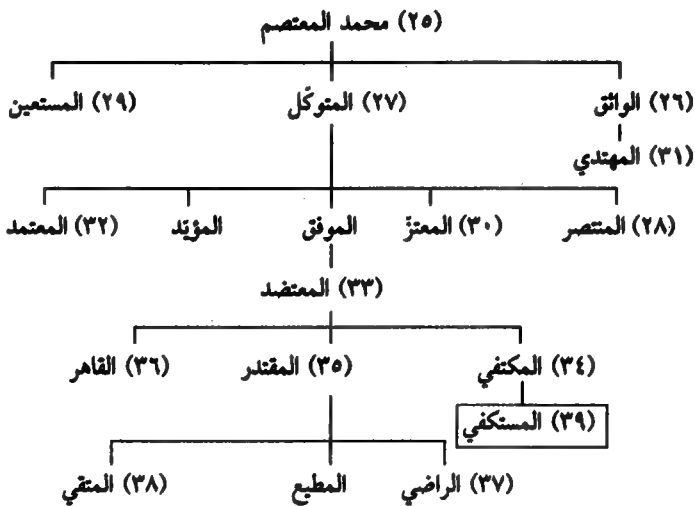 (٢٥) محمد المعتصم
(٢٦) الواثق (٢٧) المتوكّل (٢٩) المستعين
(٣١) المهتدي
(٢٨) المنتصر (٣٠) المعتزّ الموفق المؤيّد (٣٢) المعتمد
(٣٣) المعتضد
(٣٤) المكتفي (٣٥) المقتدر (٣٦) القاهر
(٣٩) المستكفي
(٣٧) الراضي المطيع (٣٨) المتقي